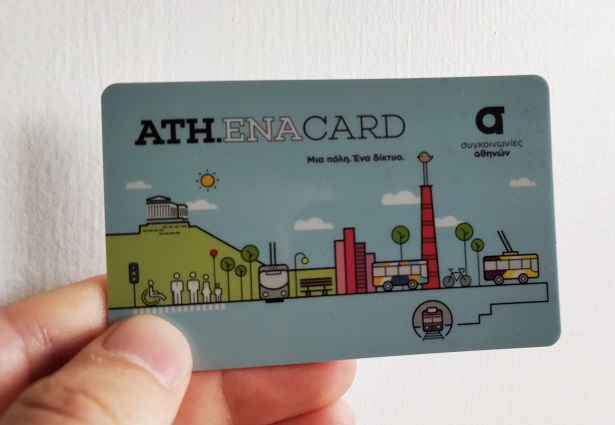 ATH.ENACARD
Μια πόλη. Ένα δίκτυο.
συγκοινωνίες
αθηνών